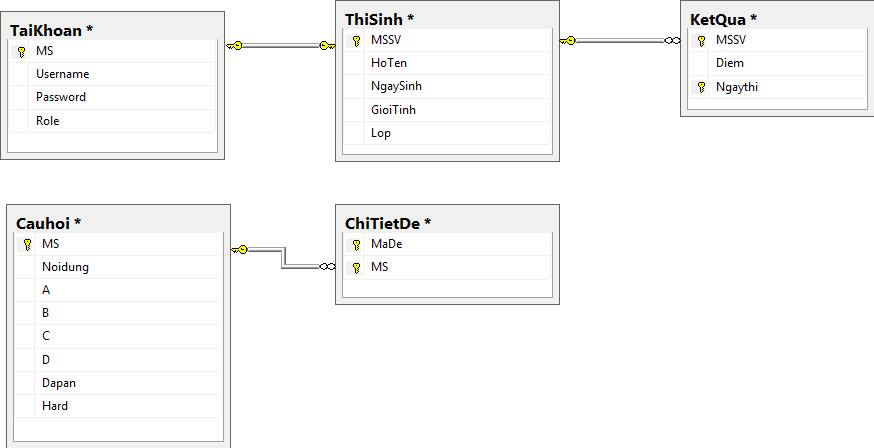 TaiKhoan *
MS
Username
Password
Role
ThiSinh *
MSSV
HoTen
NgaySinh
GioiTinh
Lop
KetQua *
MSSV
Diem
Ngaythi
Cauhoi *
MS
Noidung
A
B
C
D
Dapan
Hard
ChiTietDe *
MaDe
MS